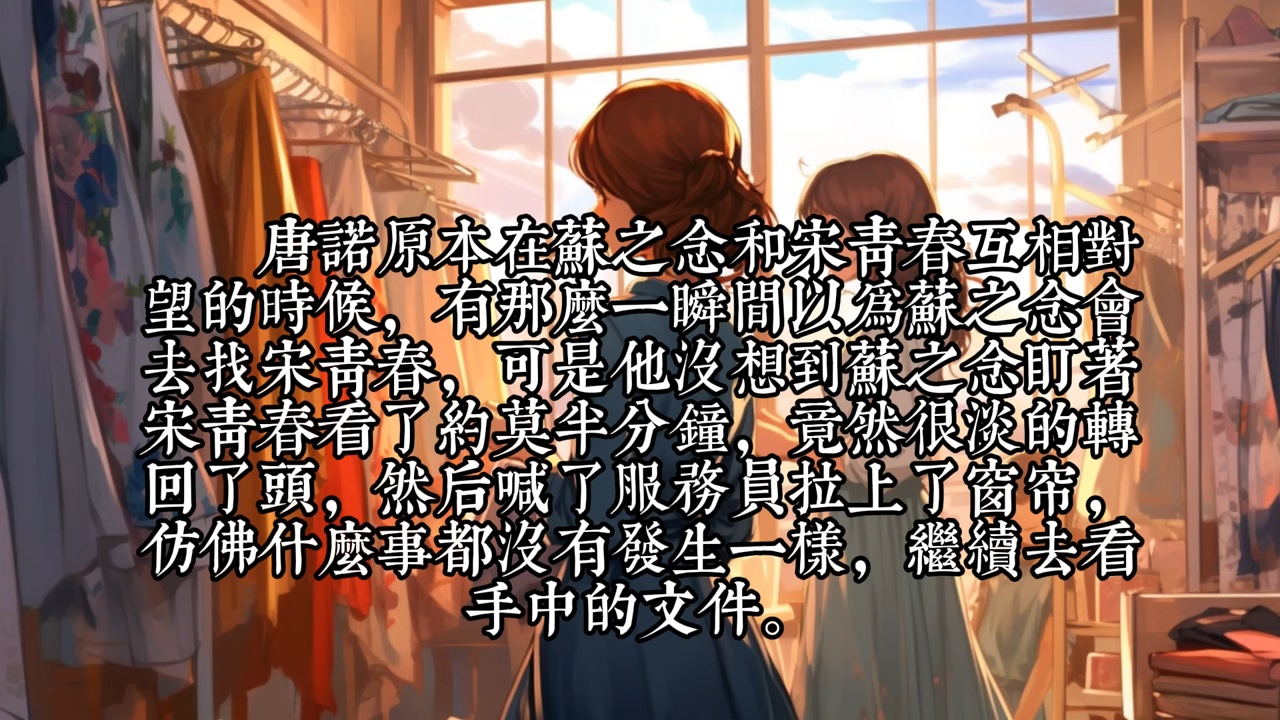 唐諾原本在蘇之念和宋靑春互相對
望的時候，有那麼一瞬間以爲蘇之念會
去找宋靑春，可是他沒想到蘇之念盯著
宋靑春看了約莫半分鐘，竟然很淡的轉
回了頭，然后喊了服務員拉上了窗帘，
仿佛什麼事都沒有發生一樣，繼續去看
手中的文件。